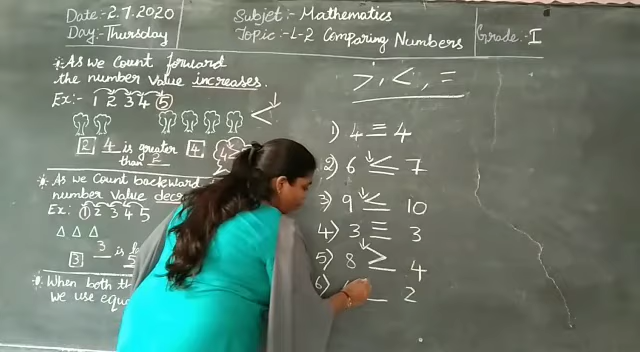 Date:-2.7.2020
Day:-Thursday
Subjet:- Mathematics
Topic:-L-2 Comparing Numbers
Grade:-I
* As we Count forward
the number value increases.
Ex:- 1 2 3 4 5
<
2 4 is greater 4
than 2
* As we Count backward
number value
Ex: 1 2 3 4 5
3 is
3 5
* When both th
we use equa
>, <, =
1) 4 = 4
2) 6 < 7
3) 9 < 10
4) 3 = 3
5) 8 > 4
6) _ 2